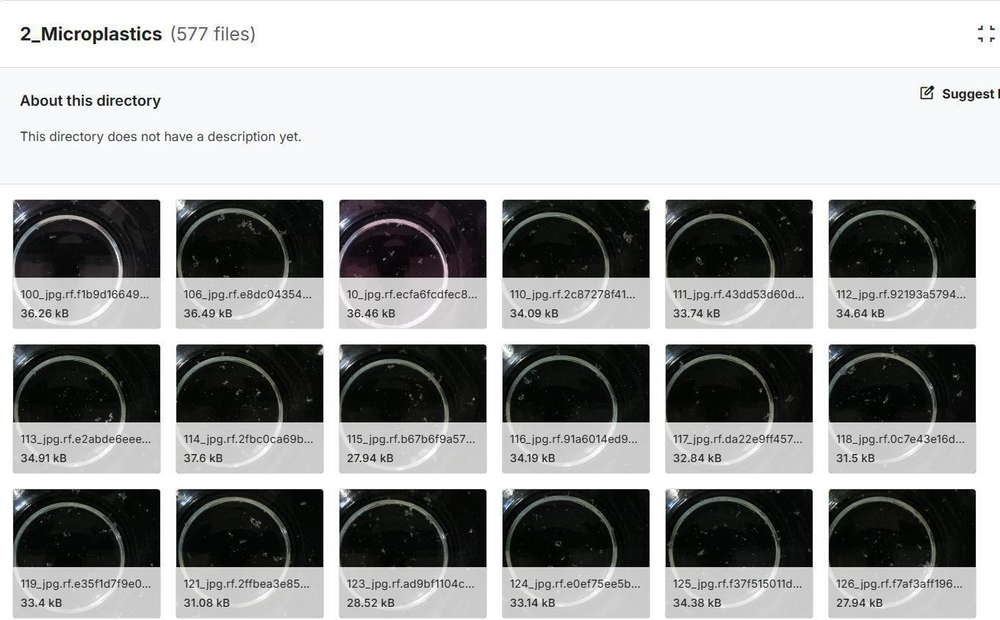 2_Microplastics (577 files)
About this directory
Suggest
This directory does not have a description yet.
100_jpg.rf.f1b9d16649...
36.26 kB
106_jpg.rf.e8dc04354...
36.49 kB
10_jpg.rf.ecfa6fcdfec8...
36.46 kB
110_jpg.rf.2c87278f41...
34.09 kB
111_jpg.rf.43dd53d60d...
33.74 kB
112_jpg.rf.92193a5794...
34.64 kB
113_jpg.rf.e2abde6eee...
34.91 kB
114_jpg.rf.2fbc0ca69b...
37.6 kB
115_jpg.rf.b67b6f9a57...
27.94 kB
116_jpg.rf.91a6014ed9...
34.19 kB
117_jpg.rf.da22e9ff457...
32.84 kB
118_jpg.rf.0c7e43e16d...
31.5 kB
119_jpg.rf.e35f1d7f9e0...
33.4 kB
121_jpg.rf.2ffbea3e85...
31.08 kB
123_jpg.rf.ad9bf1104c...
28.52 kB
124_jpg.rf.e0ef75ee5b...
33.14 kB
125_jpg.rf.f37f515011d...
34.38 kB
126_jpg.rf.f7af3aff196...
27.94 kB